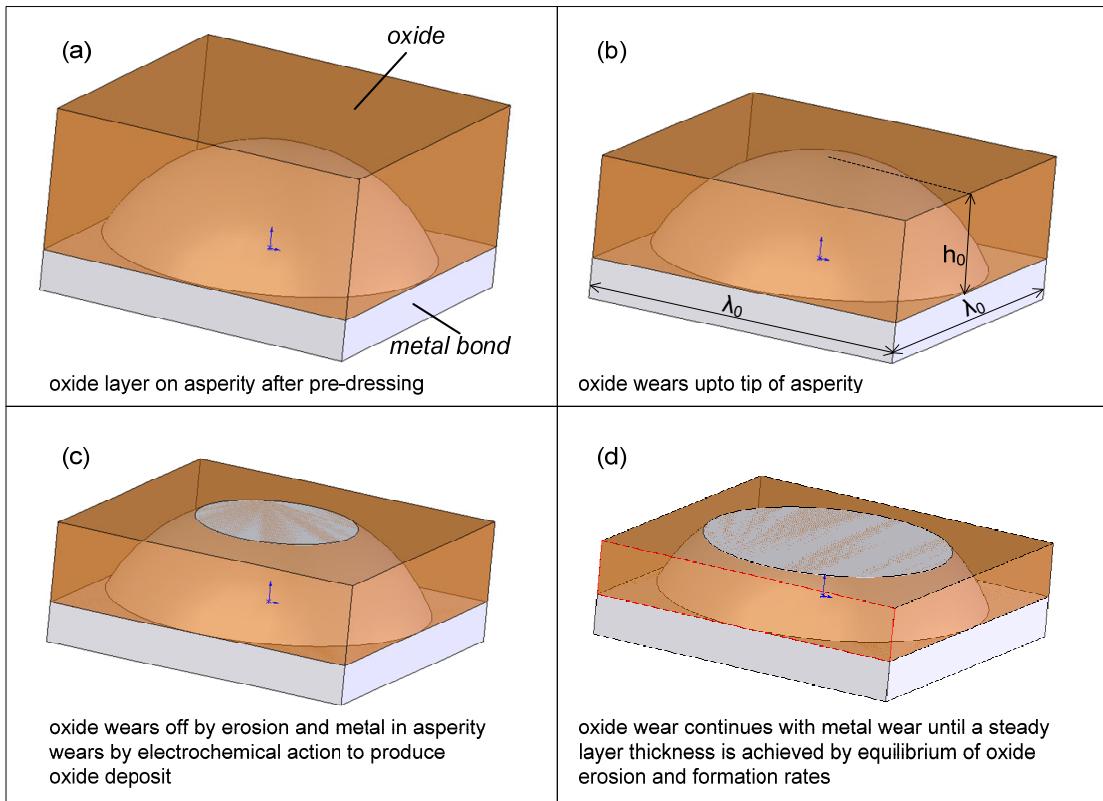 (a)
oxide
metal bond
oxide layer on asperity after pre-dressing
(b)
h₀
λ₀
λ₀
oxide wears upto tip of asperity
(c)
oxide wears off by erosion and metal in asperity
wears by electrochemical action to produce
oxide deposit
(d)
oxide wear continues with metal wear until a steady
layer thickness is achieved by equilibrium of oxide
erosion and formation rates